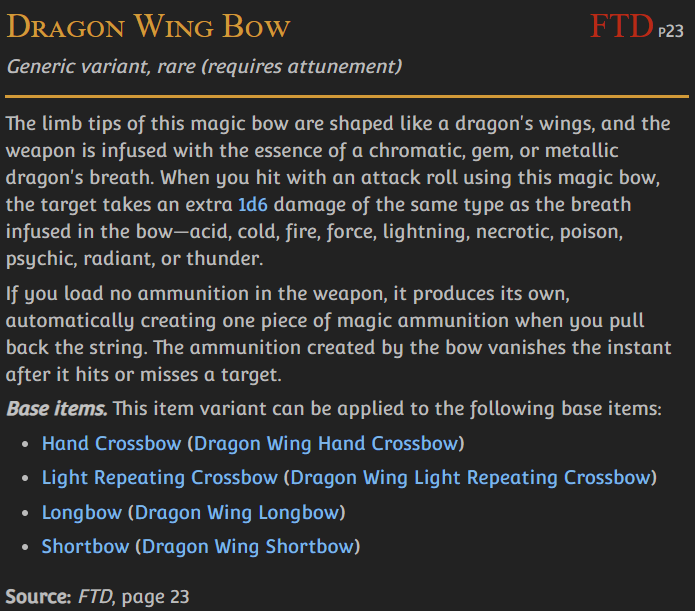 Dragon Wing Bow FTD p23
Generic variant, rare (requires attunement)
The limb tips of this magic bow are shaped like a dragon's wings, and the
weapon is infused with the essence of a chromatic, gem, or metallic
dragon's breath. When you hit with an attack roll using this magic bow,
the target takes an extra 1d6 damage of the same type as the breath
infused in the bow—acid, cold, fire, force, lightning, necrotic, poison,
psychic, radiant, or thunder.
If you load no ammunition in the weapon, it produces its own,
automatically creating one piece of magic ammunition when you pull
back the string. The ammunition created by the bow vanishes the instant
after it hits or misses a target.
Base items. This item variant can be applied to the following base items:
• Hand Crossbow (Dragon Wing Hand Crossbow)
• Light Repeating Crossbow (Dragon Wing Light Repeating Crossbow)
• Longbow (Dragon Wing Longbow)
• Shortbow (Dragon Wing Shortbow)
Source: FTD, page 23